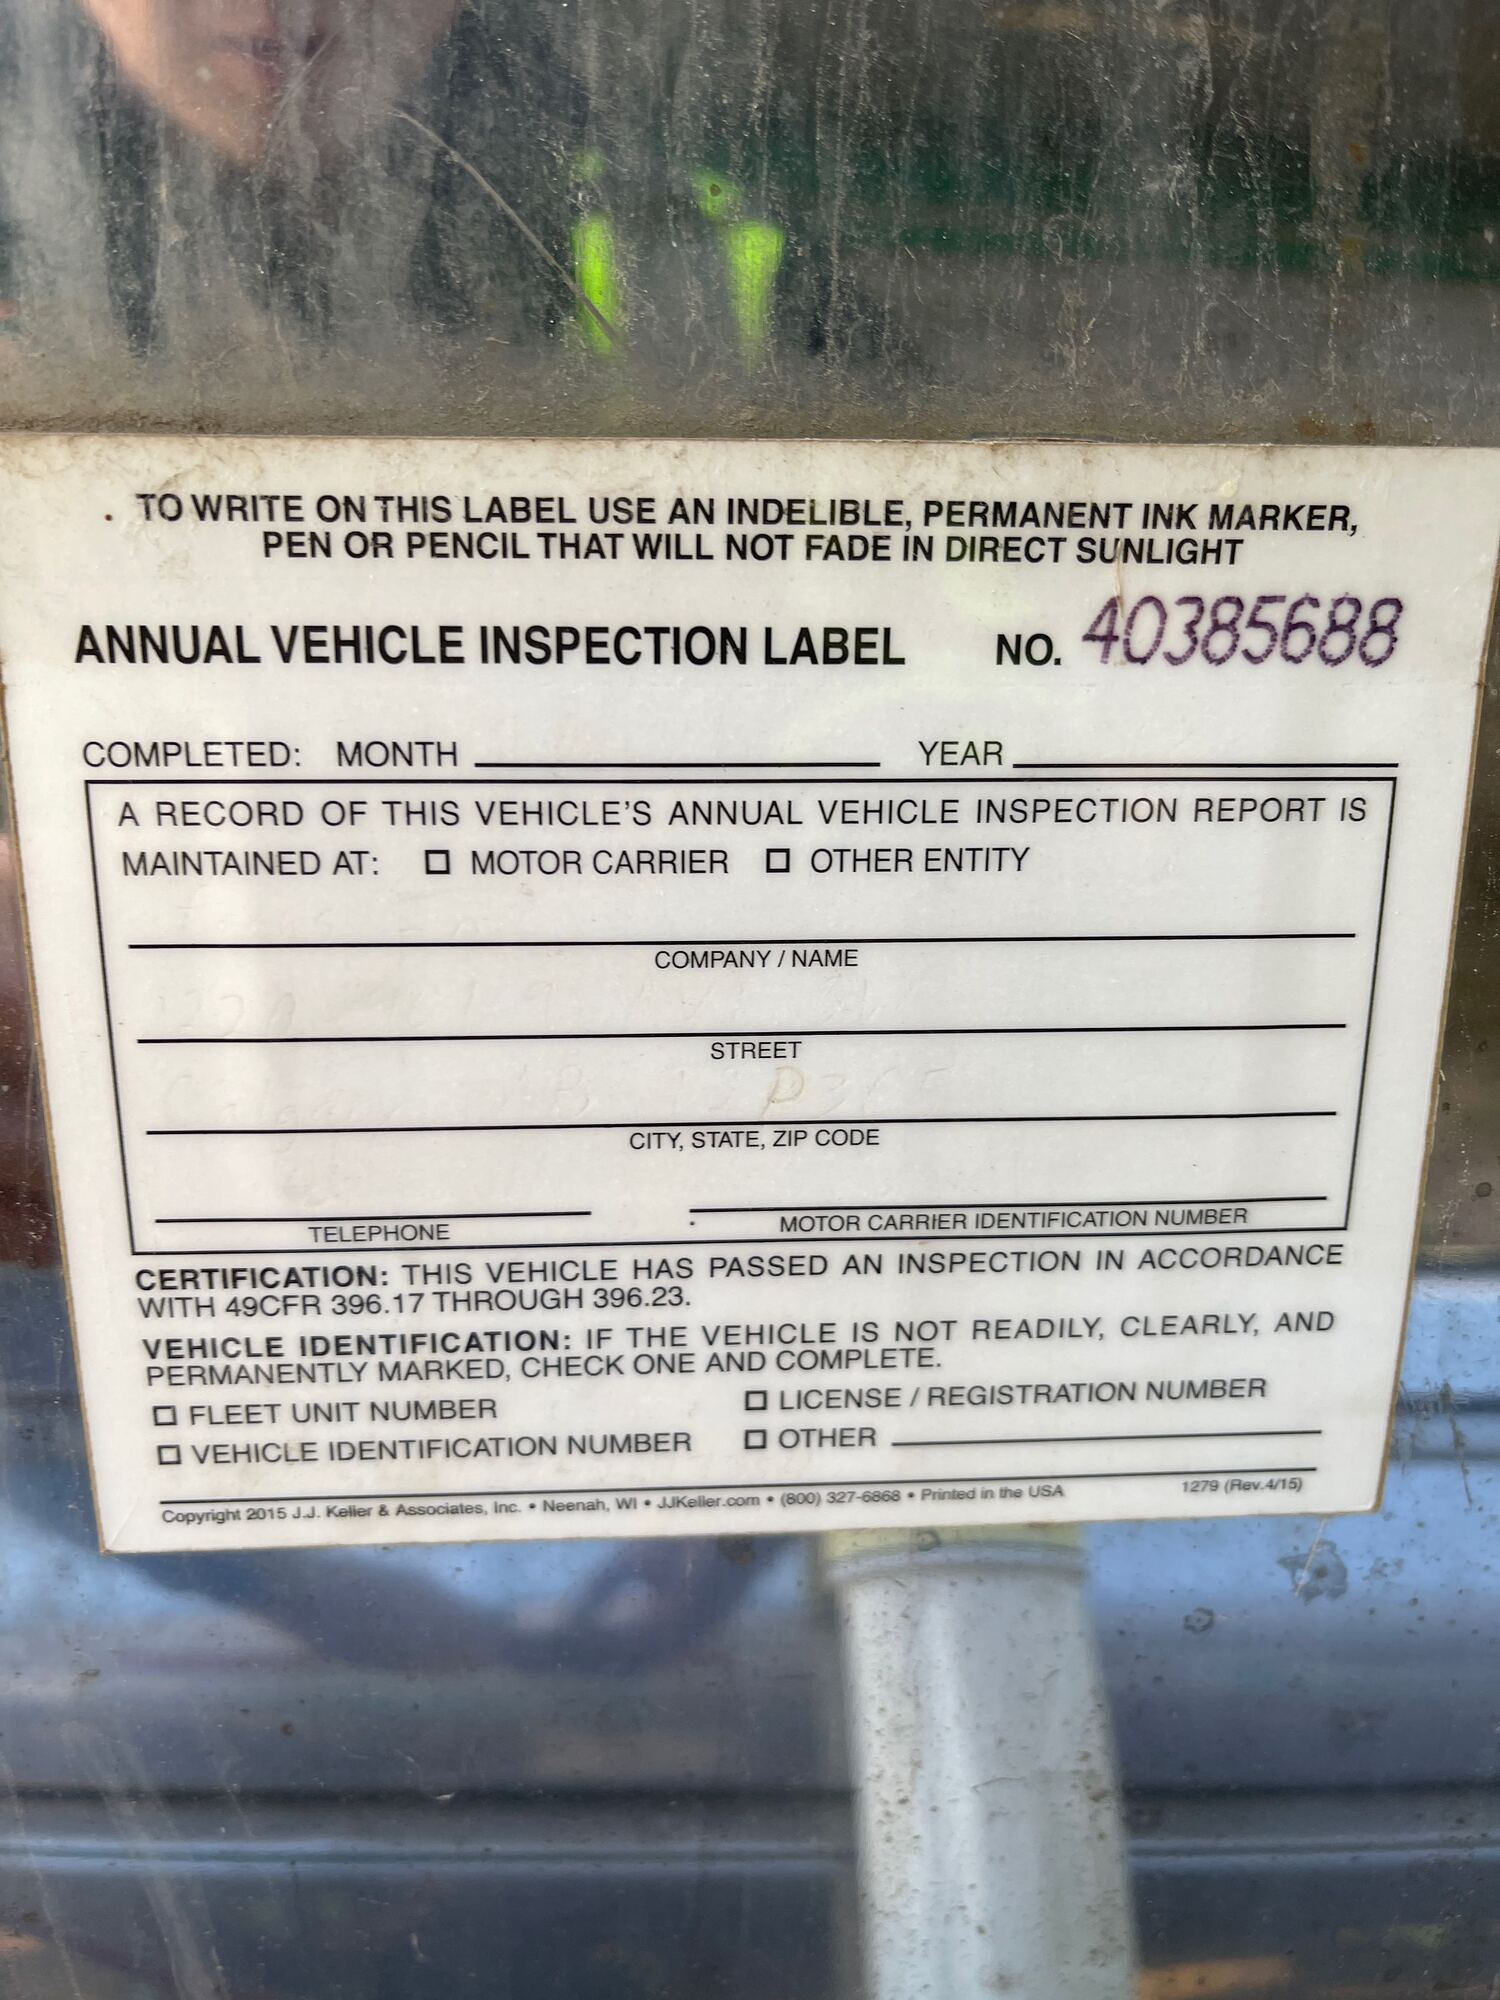 TO WRITE ON THIS LABEL USE AN INDELIBLE, PERMANENT INK MARKER,
PEN OR PENCIL THAT WILL NOT FADE IN DIRECT SUNLIGHT
ANNUAL VEHICLE INSPECTION LABEL NO. 40385688
COMPLETED: MONTH YEAR
A RECORD OF THIS VEHICLE'S ANNUAL VEHICLE INSPECTION REPORT IS
MAINTAINED AT: ☐ MOTOR CARRIER ☐ OTHER ENTITY
COMPANY / NAME
STREET
CITY, STATE, ZIP CODE
TELEPHONE MOTOR CARRIER IDENTIFICATION NUMBER
CERTIFICATION: THIS VEHICLE HAS PASSED AN INSPECTION IN ACCORDANCE
WITH 49CFR 396.17 THROUGH 396.23.
VEHICLE IDENTIFICATION: IF THE VEHICLE IS NOT READILY, CLEARLY, AND
PERMANENTLY MARKED, CHECK ONE AND COMPLETE.
☐ FLEET UNIT NUMBER ☐ LICENSE / REGISTRATION NUMBER
☐ VEHICLE IDENTIFICATION NUMBER ☐ OTHER
Copyright 2015 J.J. Keller & Associates, Inc. • Neenah, WI • JJKeller.com • (800) 327-6868 • Printed in the USA 1279 (Rev.4/15)